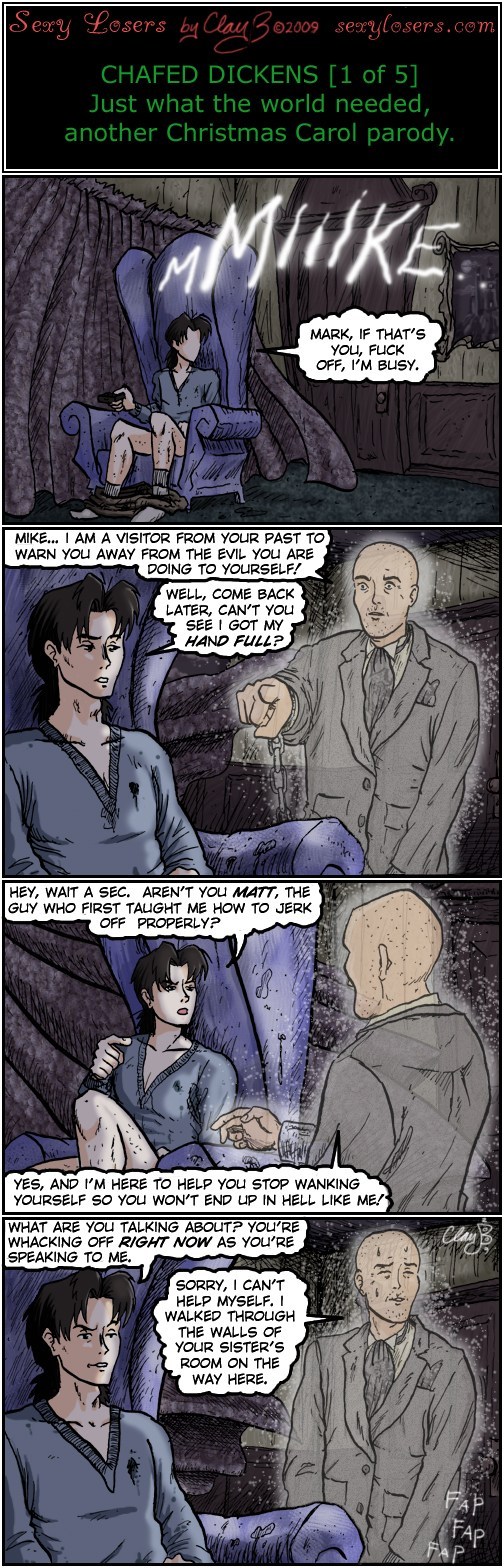 Sexy Losers by Clay B ©2009 sexylosers.com
CHAFED DICKENS [1 of 5]
Just what the world needed,
another Christmas Carol parody.
MMIIIKE
MARK, IF THAT'S
YOU, FUCK
OFF, I'M BUSY.
MIKE... I AM A VISITOR FROM YOUR PAST TO
WARN YOU AWAY FROM THE EVIL YOU ARE
DOING TO YOURSELF!
WELL, COME BACK
LATER, CAN'T YOU
SEE I GOT MY
HAND FULL?
HEY, WAIT A SEC. AREN'T YOU MATT, THE
GUY WHO FIRST TAUGHT ME HOW TO JERK
OFF PROPERLY?
YES, AND I'M HERE TO HELP YOU STOP WANKING
YOURSELF SO YOU WON'T END UP IN HELL LIKE ME!
WHAT ARE YOU TALKING ABOUT? YOU'RE
WHACKING OFF RIGHT NOW AS YOU'RE
SPEAKING TO ME.
Clay B
SORRY, I CAN'T
HELP MYSELF. I
WALKED THROUGH
THE WALLS OF
YOUR SISTER'S
ROOM ON THE
WAY HERE.
FAP
FAP
FAP